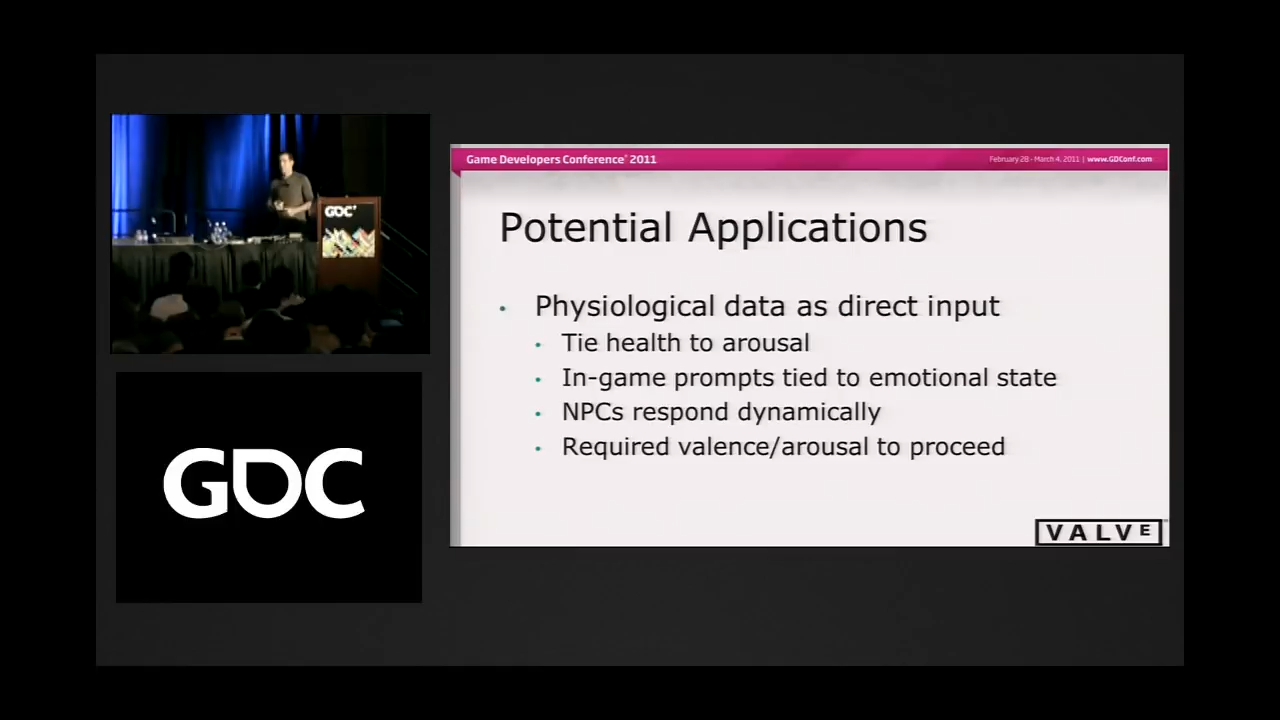 GDC
GDC
Game Developers Conference® 2011
February 28 - March 4, 2011 | www.GDConf.com
Potential Applications
• Physiological data as direct input
• Tie health to arousal
• In-game prompts tied to emotional state
• NPCs respond dynamically
• Required valence/arousal to proceed
VALVE